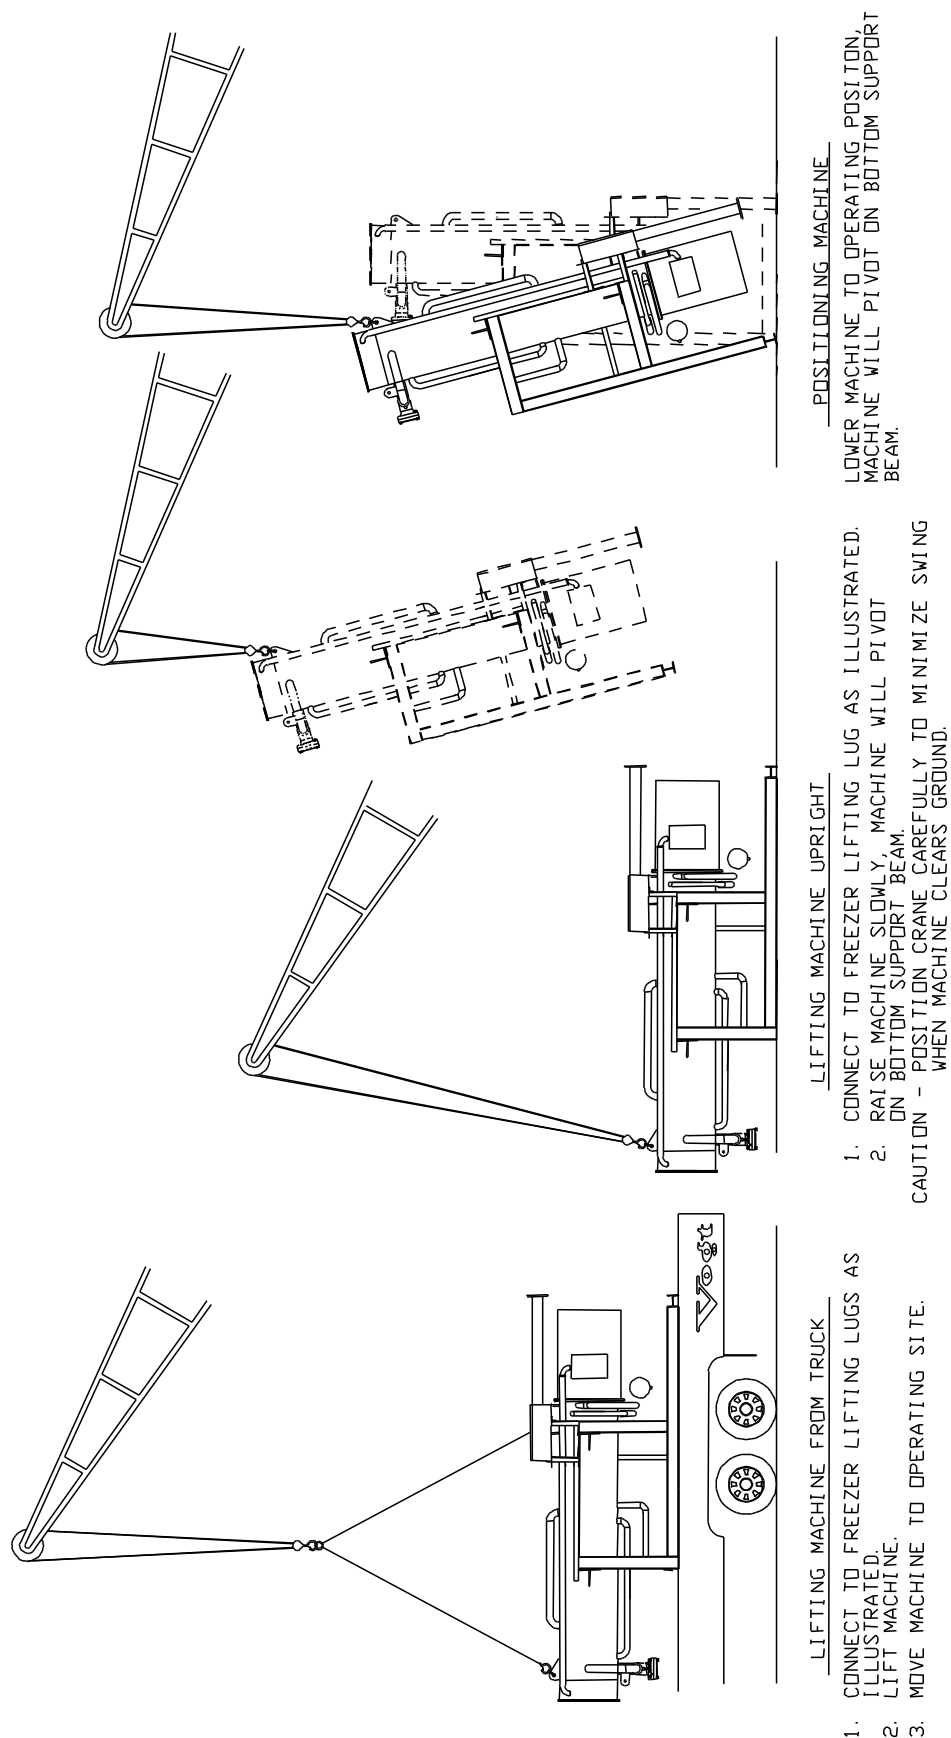 LIFTING MACHINE FROM TRUCK
1. CONNECT TO FREEZER LIFTING LUGS AS
ILLUSTRATED.
2. LIFT MACHINE.
3. MOVE MACHINE TO OPERATING SITE.
LIFTING MACHINE UPRIGHT
1. CONNECT TO FREEZER LIFTING LUG AS ILLUSTRATED.
2. RAISE MACHINE SLOWLY, MACHINE WILL PIVOT
ON BOTTOM SUPPORT BEAM.
CAUTION - POSITION CRANE CAREFULLY TO MINIMIZE SWING
WHEN MACHINE CLEARS GROUND.
POSITIONING MACHINE
LOWER MACHINE TO OPERATING POSITON,
MACHINE WILL PIVOT ON BOTTOM SUPPORT
BEAM.